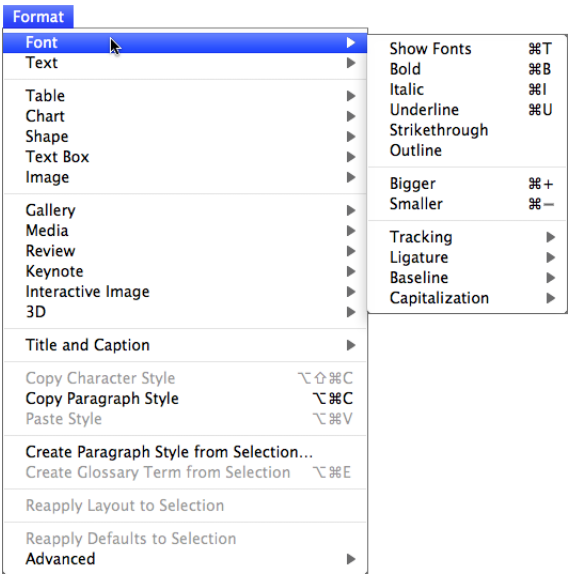 Format
Font
Text
Table
Chart
Shape
Text Box
Image
Gallery
Media
Review
Keynote
Interactive Image
3D
Title and Caption
Copy Character Style ⌥⇧⌘C
Copy Paragraph Style ⌥⌘C
Paste Style ⌥⌘V
Create Paragraph Style from Selection...
Create Glossary Term from Selection ⌥⌘E
Reapply Layout to Selection
Reapply Defaults to Selection
Advanced
Show Fonts ⌘T
Bold ⌘B
Italic ⌘I
Underline ⌘U
Strikethrough
Outline
Bigger ⌘+
Smaller ⌘−
Tracking
Ligature
Baseline
Capitalization